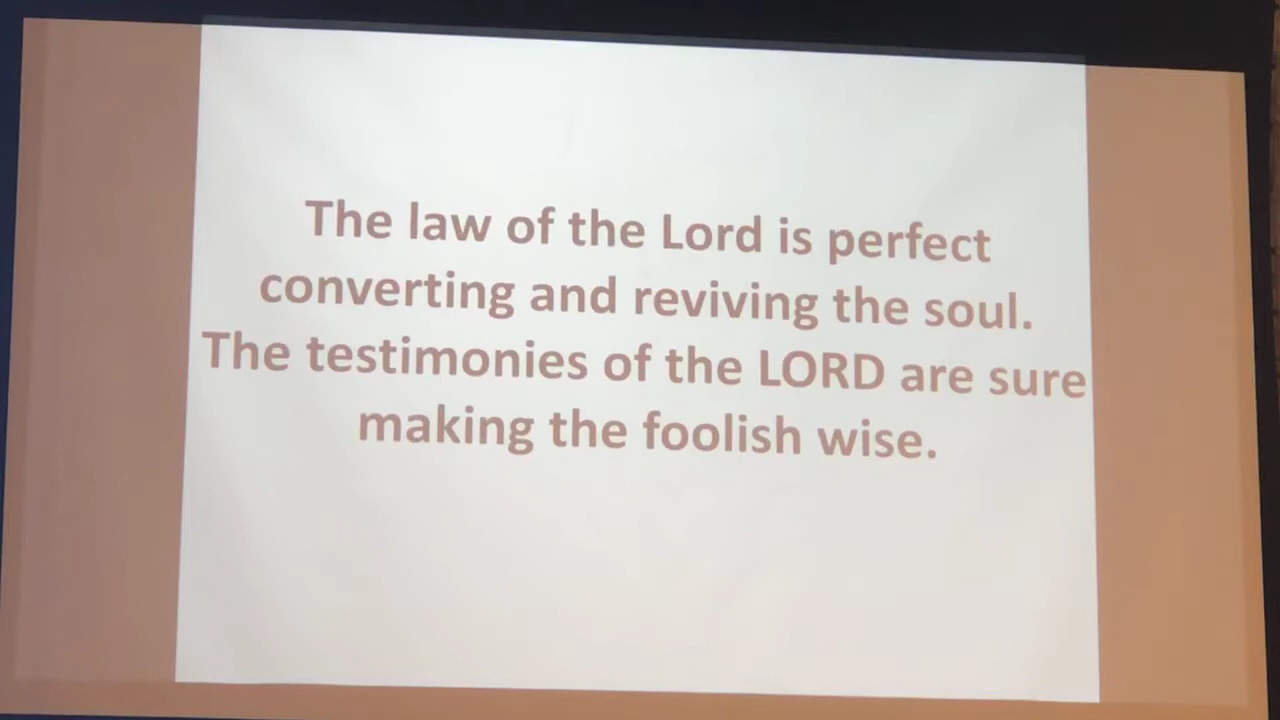 The law of the Lord is perfect
converting and reviving the soul.
The testimonies of the LORD are sure
making the foolish wise.